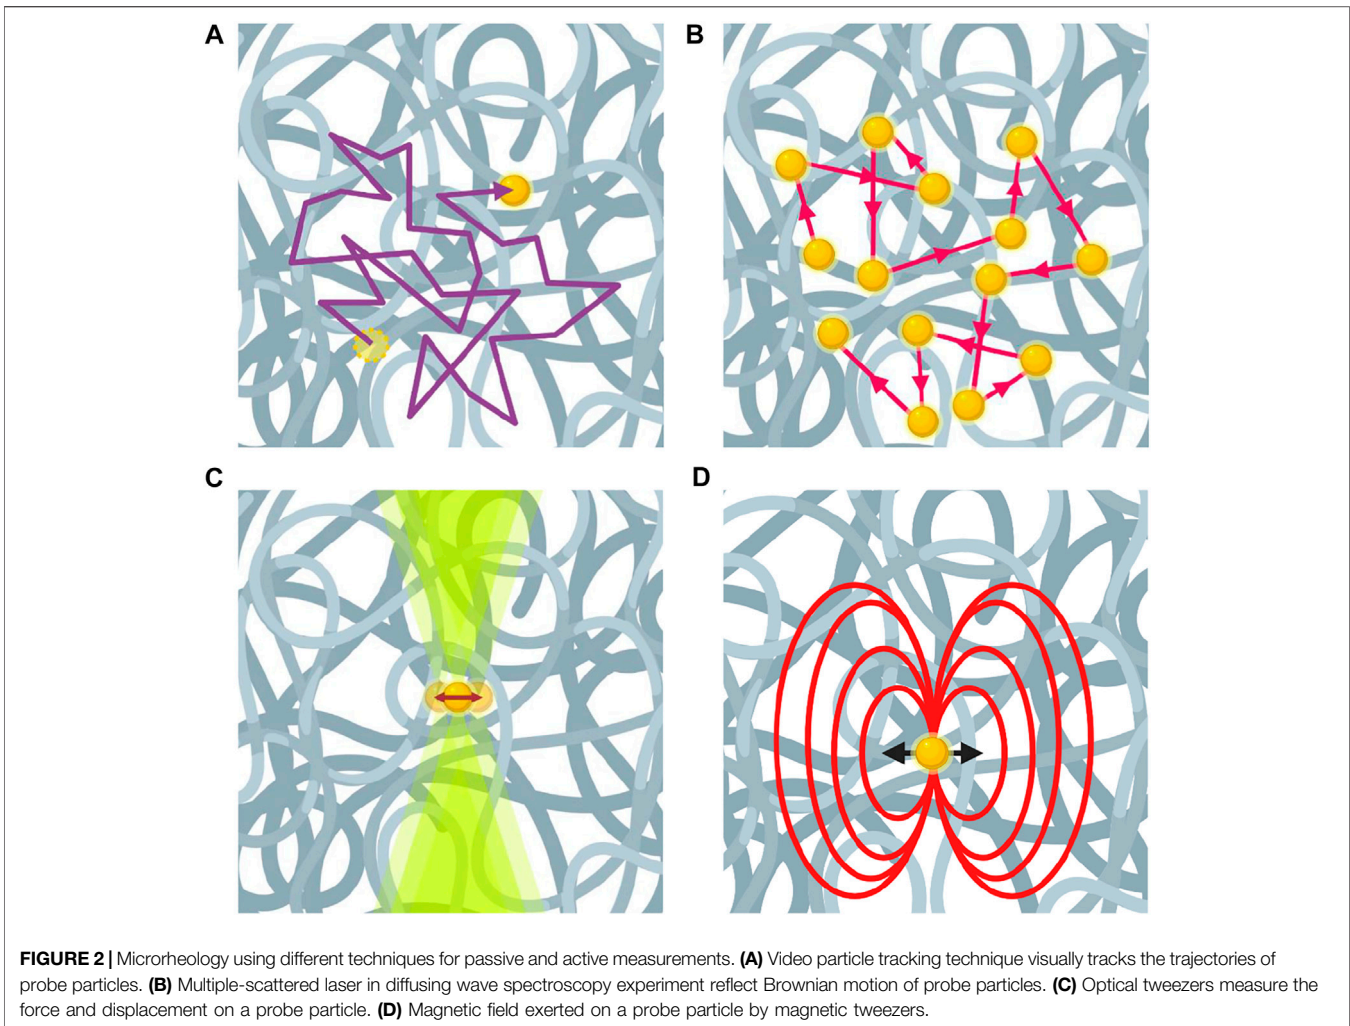 A
B
C
D
FIGURE 2 | Microrheology using different techniques for passive and active measurements. (A) Video particle tracking technique visually tracks the trajectories of
probe particles. (B) Multiple-scattered laser in diffusing wave spectroscopy experiment reflect Brownian motion of probe particles. (C) Optical tweezers measure the
force and displacement on a probe particle. (D) Magnetic field exerted on a probe particle by magnetic tweezers.